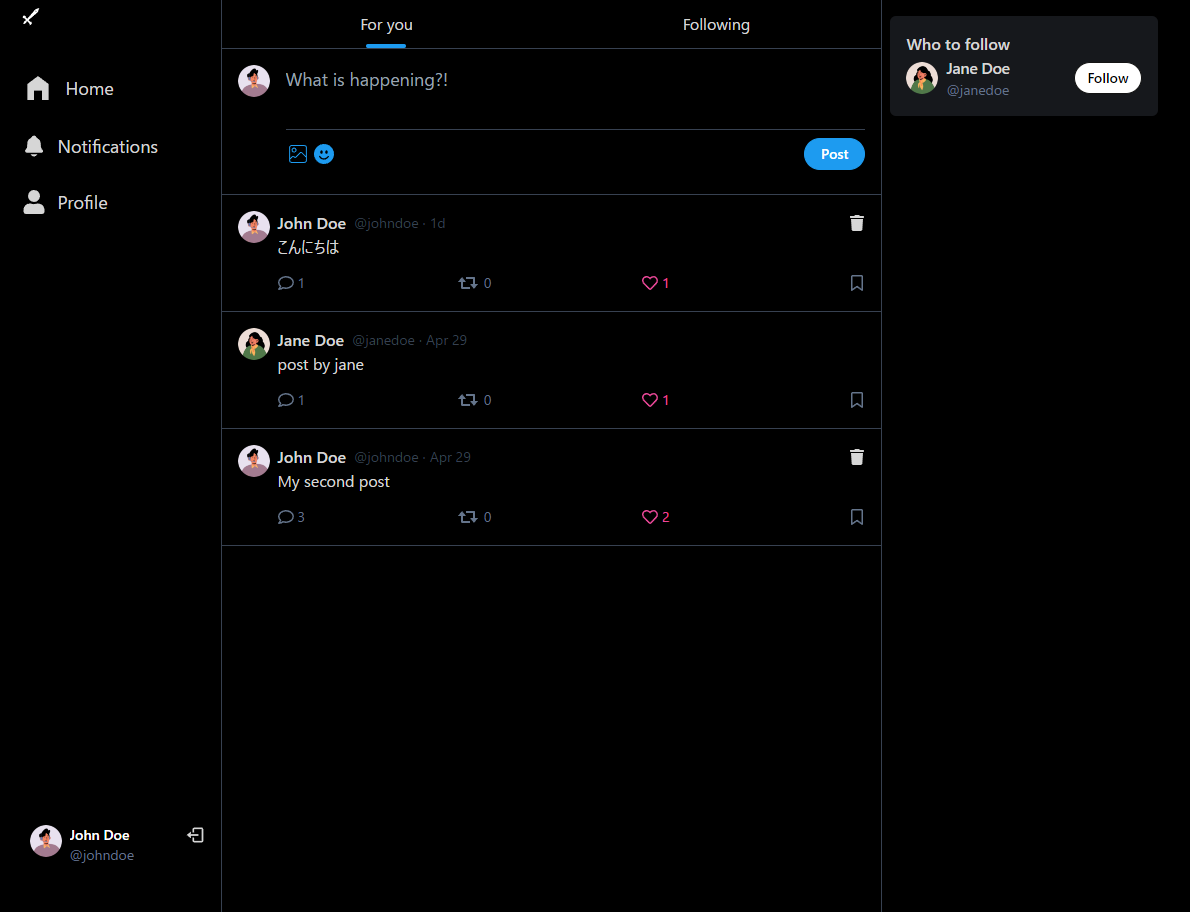 Home
Notifications
Profile
John Doe
@johndoe
For you
Following
What is happening?!
Post
John Doe @johndoe · 1d
こんにちは
1 0 1
Jane Doe @janedoe · Apr 29
post by jane
1 0 1
John Doe @johndoe · Apr 29
My second post
3 0 2
Who to follow
Jane Doe
@janedoe
Follow